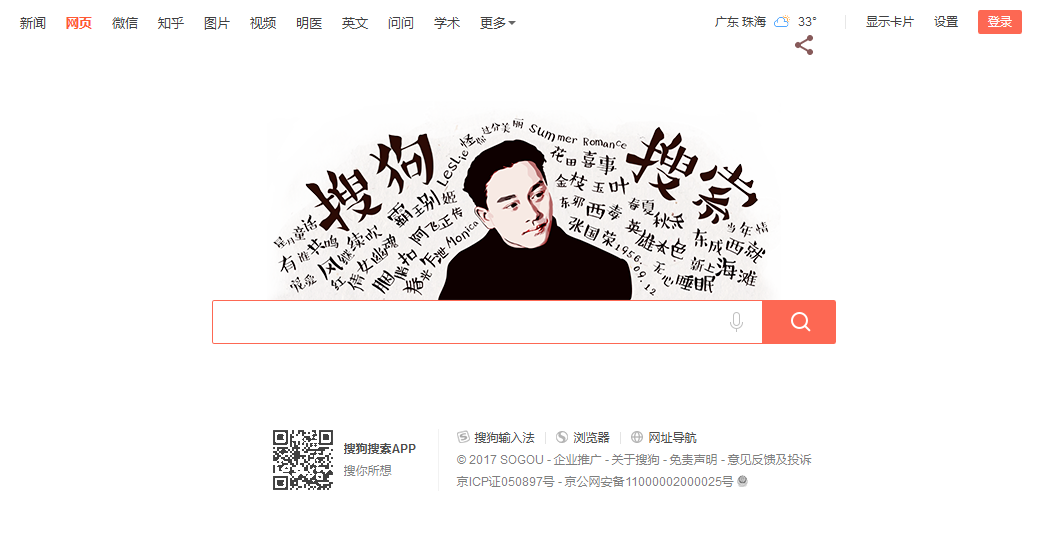 新闻 网页 微信 知乎 图片 视频 明医 英文 问问 学术 更多
广东 珠海 33° 显示卡片 设置 登录
搜狗
搜索
Leslie
怪你
过分美
丽
Summer Romance
花田喜事
金枝玉叶
霸王别
姬
东邪
西毒
春夏
秋冬
当年情
阿飞正传
张国荣1956.09.12
英雄本色
东成西就
有谁共鸣
风继续吹
Monica
新上海滩
宠爱
红
倩女幽魂
胭脂扣
春光乍泄
无心
睡眠
搜狗搜索APP
搜你所想
搜狗输入法 浏览器 网址导航
© 2017 SOGOU - 企业推广 - 关于搜狗 - 免责声明 - 意见反馈及投诉
京ICP证050897号 - 京公网安备11000002000025号